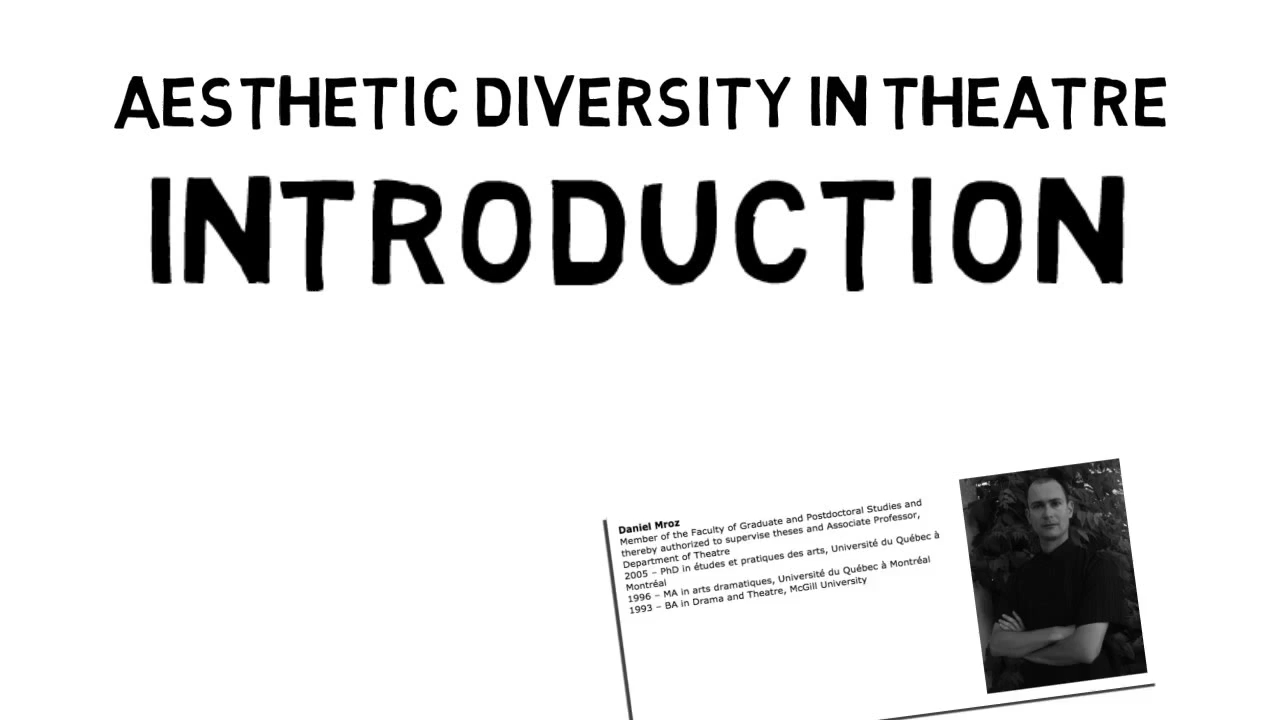 AESTHETIC DIVERSITY IN THEATRE
INTRODUCTION
Daniel Mroz
Member of the Faculty of Graduate and Postdoctoral Studies and
thereby authorized to supervise theses and Associate Professor,
Department of Theatre
2005 – PhD in études et pratiques des arts, Université du Québec à
Montréal
1996 – MA in arts dramatiques, Université du Québec à Montréal
1993 – BA in Drama and Theatre, McGill University